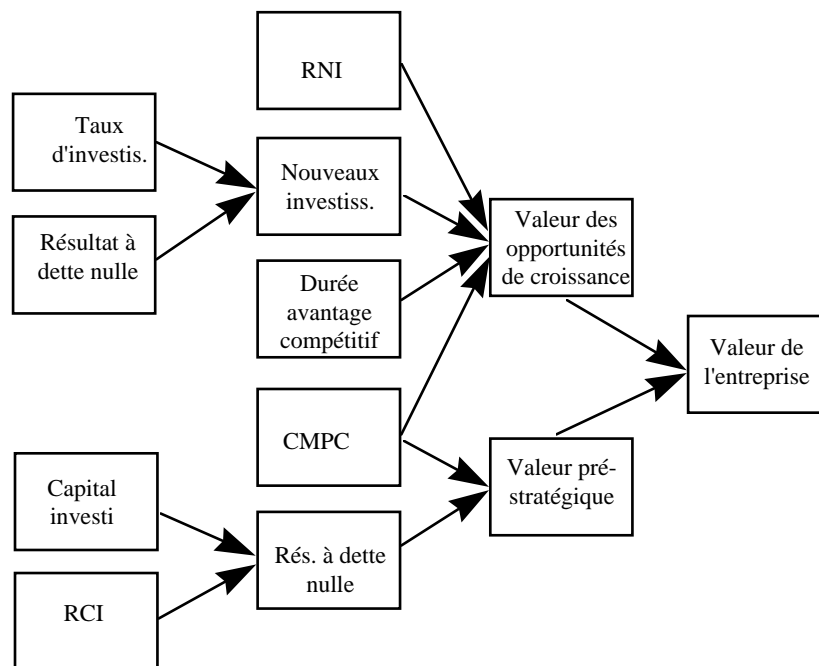 RNI
Taux
d'investis.
Nouveaux
investiss.
Résultat à
dette nulle
Valeur des
opportunités
de croissance
Durée
avantage
compétitif
Valeur de
l'entreprise
CMPC
Valeur pré-
stratégique
Capital
investi
Rés. à dette
nulle
RCI